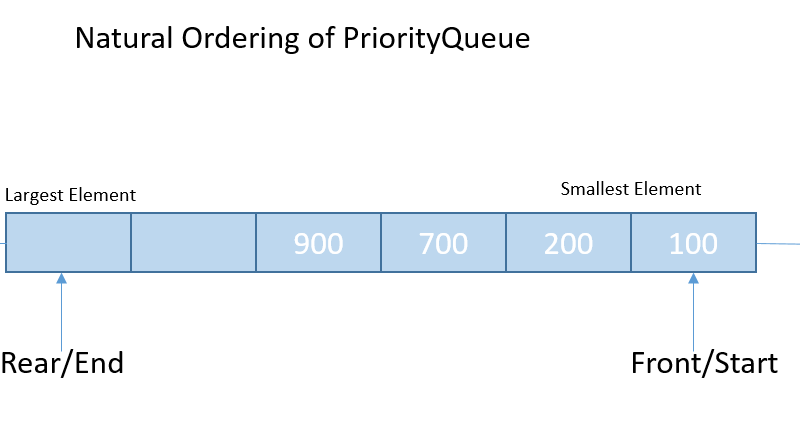 Natural Ordering of PriorityQueue
Largest Element
Smallest Element
900 700 200 100
Rear/End
Front/Start